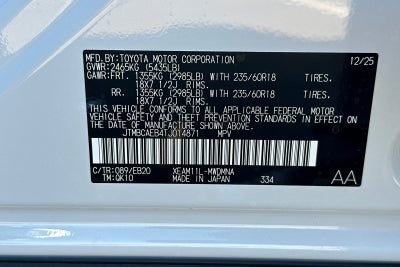 MFD.BY:TOYOTA MOTOR CORPORATION 12/25
GVWR:2465KG (5435LB)
GAWR:FRT. 1355KG (2985LB) WITH 235/60R18 TIRES.
18X7 1/2J RIMS.
RR. 1355KG (2985LB) WITH 235/60R18 TIRES.
18X7 1/2J RIMS.
THIS VEHICLE CONFORMS TO ALL APPLICABLE FEDERAL MOTOR
VEHICLE SAFETY AND THEFT PREVENTION STANDARDS IN EFFECT
ON THE DATE OF MANUFACTURE SHOWN ABOVE.
JTMBCAEB4TJ014871 MPV
C/TR:089/EB20 XEAM11L-MWDMNA
TM:QK10 MADE IN JAPAN 334 AA